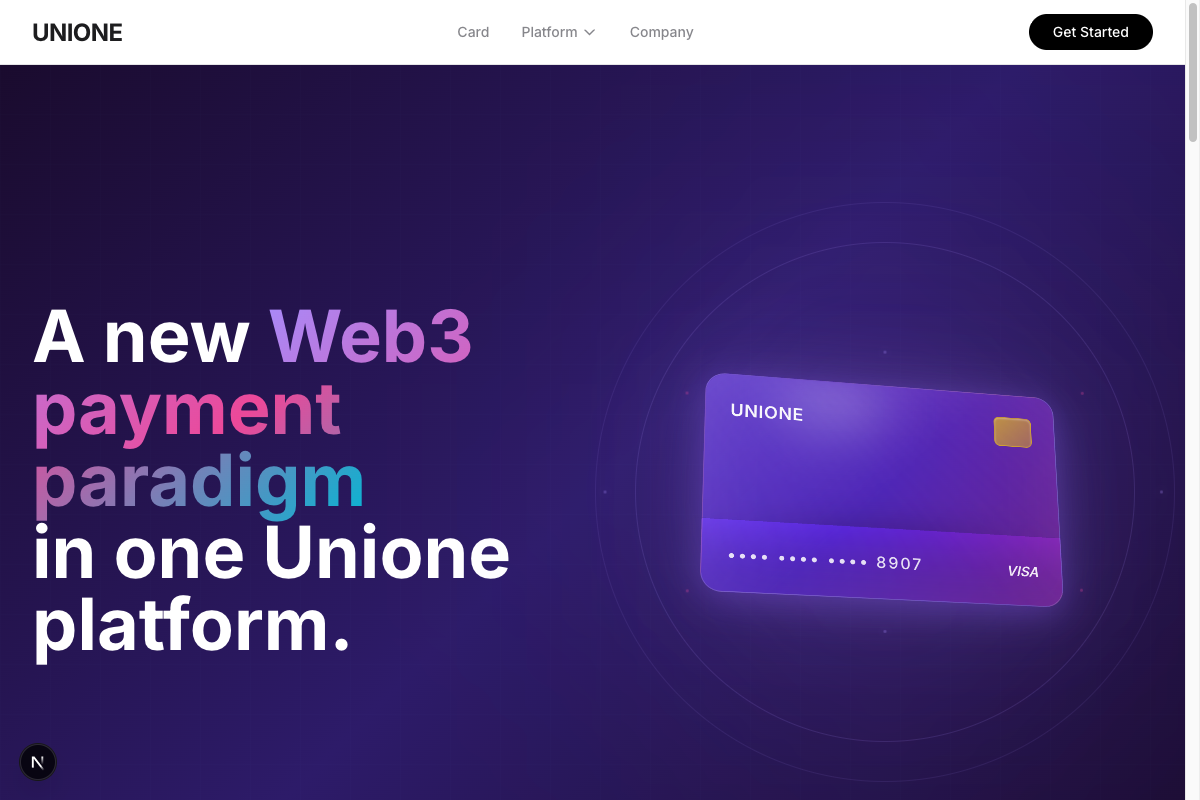 UNIONE
Card
Platform
Company
Get Started
A new Web3
payment
paradigm
in one Unione
platform.
UNIONE
•••• •••• •••• 8907
VISA
N